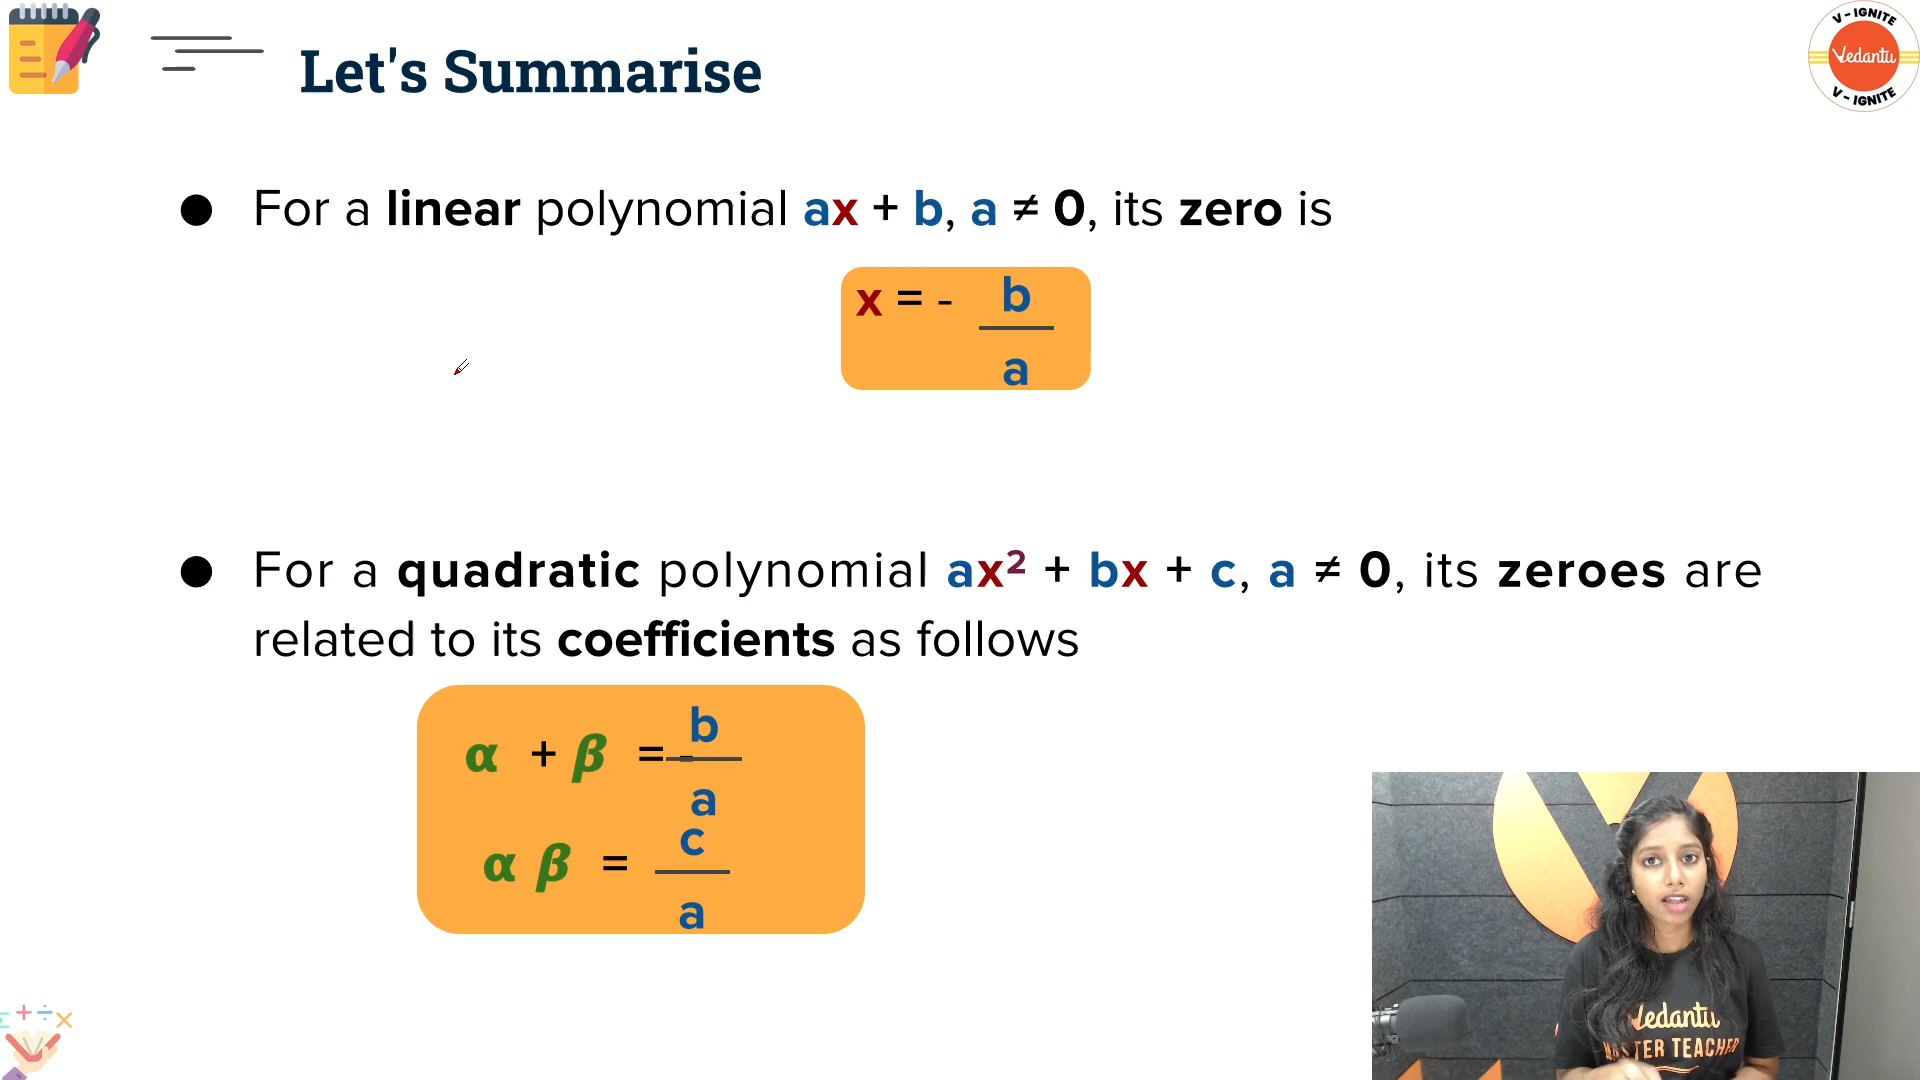 Let's Summarise
V - IGNITE
Vedantu
V - IGNITE
● For a linear polynomial ax + b, a ≠ 0, its zero is
x = - b
a
● For a quadratic polynomial ax² + bx + c, a ≠ 0, its zeroes are
related to its coefficients as follows
α + β = - b
a
α β = c
a
Vedantu
MASTER TEACHER